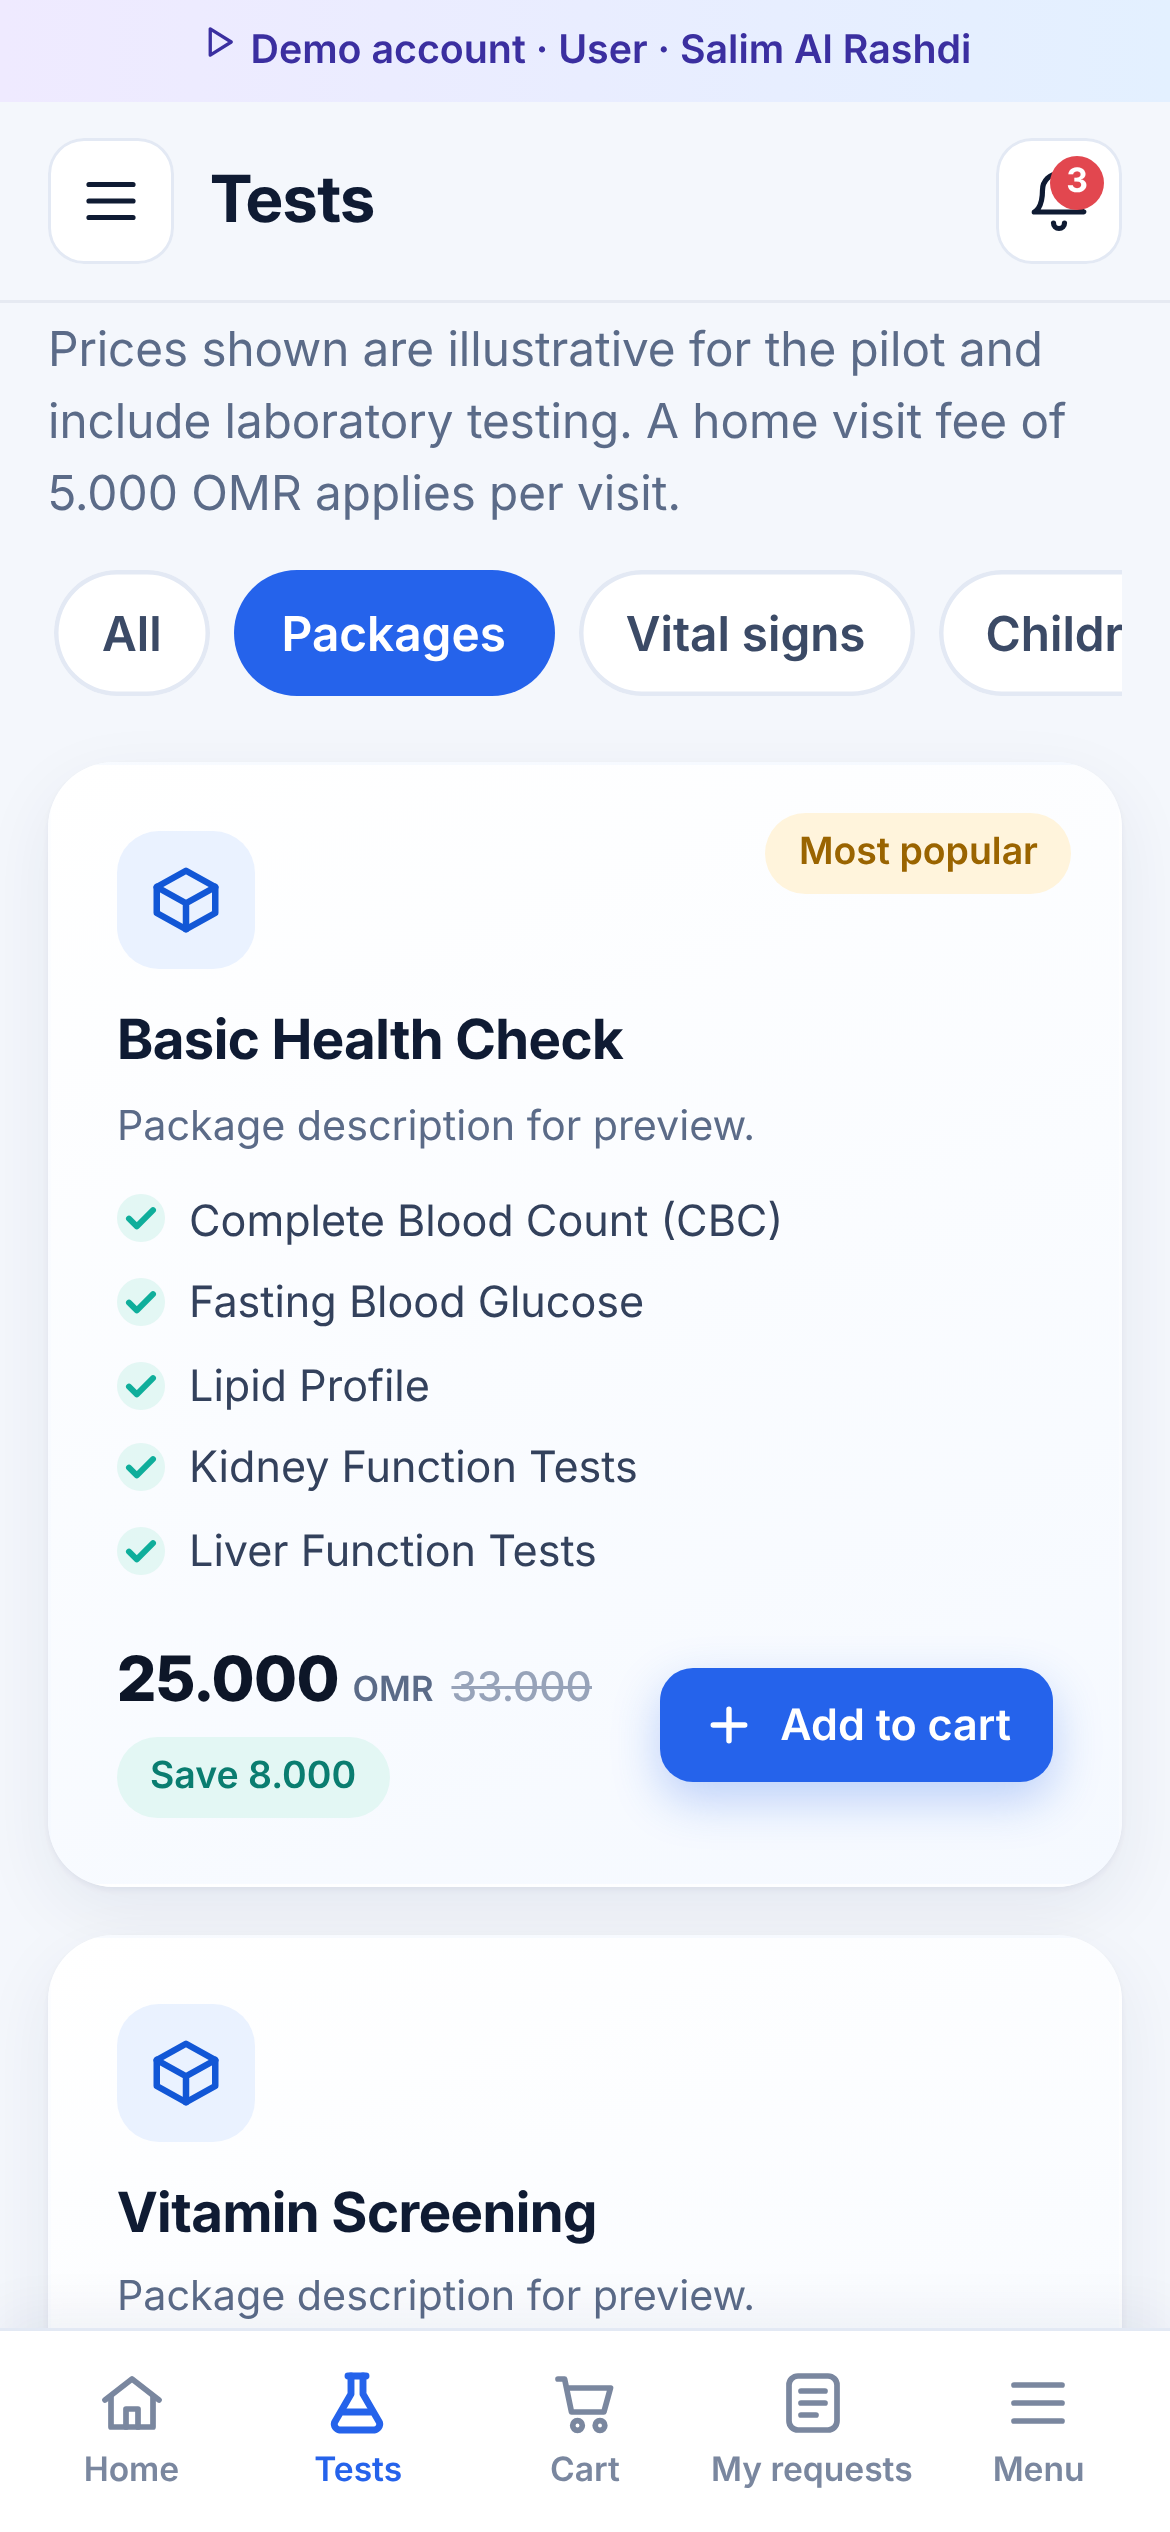 Demo account · User · Salim Al Rashdi
Tests
3
Prices shown are illustrative for the pilot and
include laboratory testing. A home visit fee of
5.000 OMR applies per visit.
All
Packages
Vital signs
Childr
Most popular
Basic Health Check
Package description for preview.
Complete Blood Count (CBC)
Fasting Blood Glucose
Lipid Profile
Kidney Function Tests
Liver Function Tests
25.000 OMR 33.000
Save 8.000
Add to cart
Vitamin Screening
Package description for preview.
Home
Tests
Cart
My requests
Menu